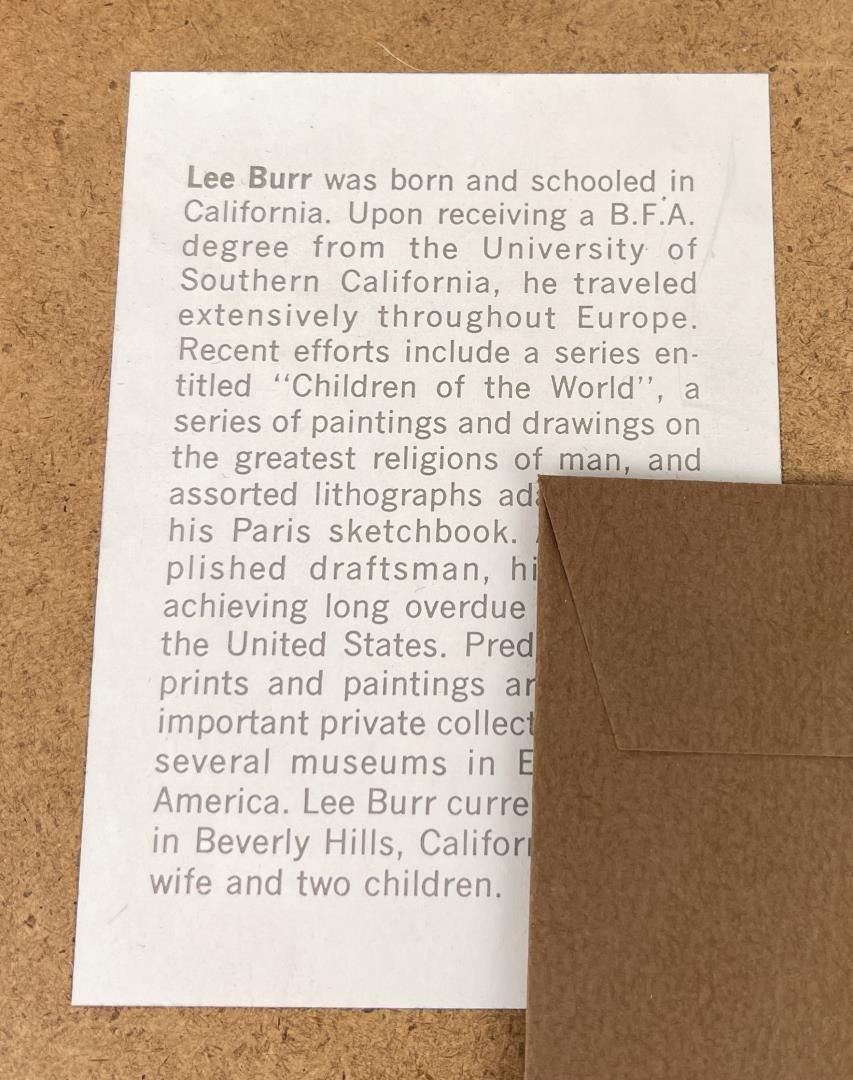 Lee Burr was born and schooled in
California. Upon receiving a B.F.A.
degree from the University of
Southern California, he traveled
extensively throughout Europe.
Recent efforts include a series en-
titled “Children of the World”, a
series of paintings and drawings on
the greatest religions of man, and
assorted lithographs
his Paris sketchbook.
plished draftsman,
achieving long overdue
the United States.
prints and paintings
important private
several museums in
America. Lee Burr
in Beverly Hills,
wife and two children.